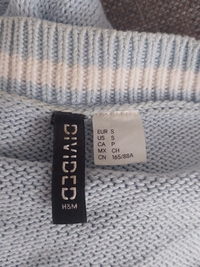 DIVIDED
H&M
EUR S
US S
CA P
MX CH
CN 165/88A